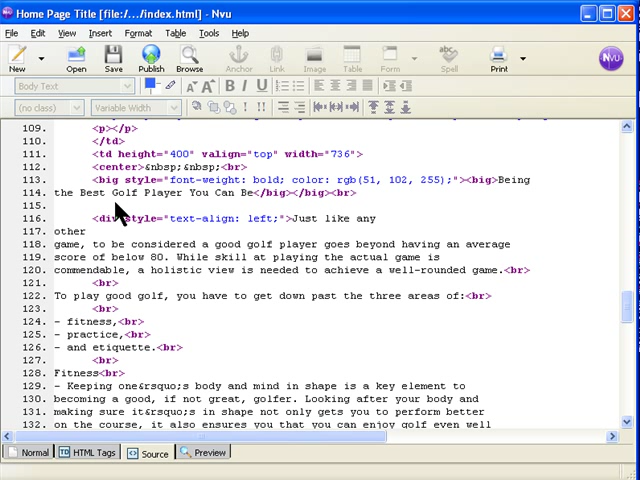 Home Page Title [file:/.../index.html] - Nvu
File Edit View Insert Format Table Tools Help
New Open Save Publish Browse Anchor Link Image Table Form Spell Print NVU
Body Text B I U
(no class) Variable Width ! !!
109. <p></p>
110. </td>
111. <td height="400" valign="top" width="736">
112. <center>&nbsp;&nbsp;<br>
113. <big style="font-weight: bold; color: rgb(51, 102, 255);"><big>Being
114. the Best Golf Player You Can Be</big></big><br>
115.
116. <div style="text-align: left;">Just like any
117. other
118. game, to be considered a good golf player goes beyond having an average
119. score of below 80. While skill at playing the actual game is
120. commendable, a holistic view is needed to achieve a well-rounded game.<br>
121. <br>
122. To play good golf, you have to get down past the three areas of:<br>
123. <br>
124. - fitness,<br>
125. - practice,<br>
126. - and etiquette.<br>
127. <br>
128. Fitness<br>
129. - Keeping one&rsquo;s body and mind in shape is a key element to
130. becoming a good, if not great, golfer. Looking after your body and
131. making sure it&rsquo;s in shape not only gets you to perform better
132. on the course, it also ensures you that you can enjoy golf even well
Normal HTML Tags Source Preview